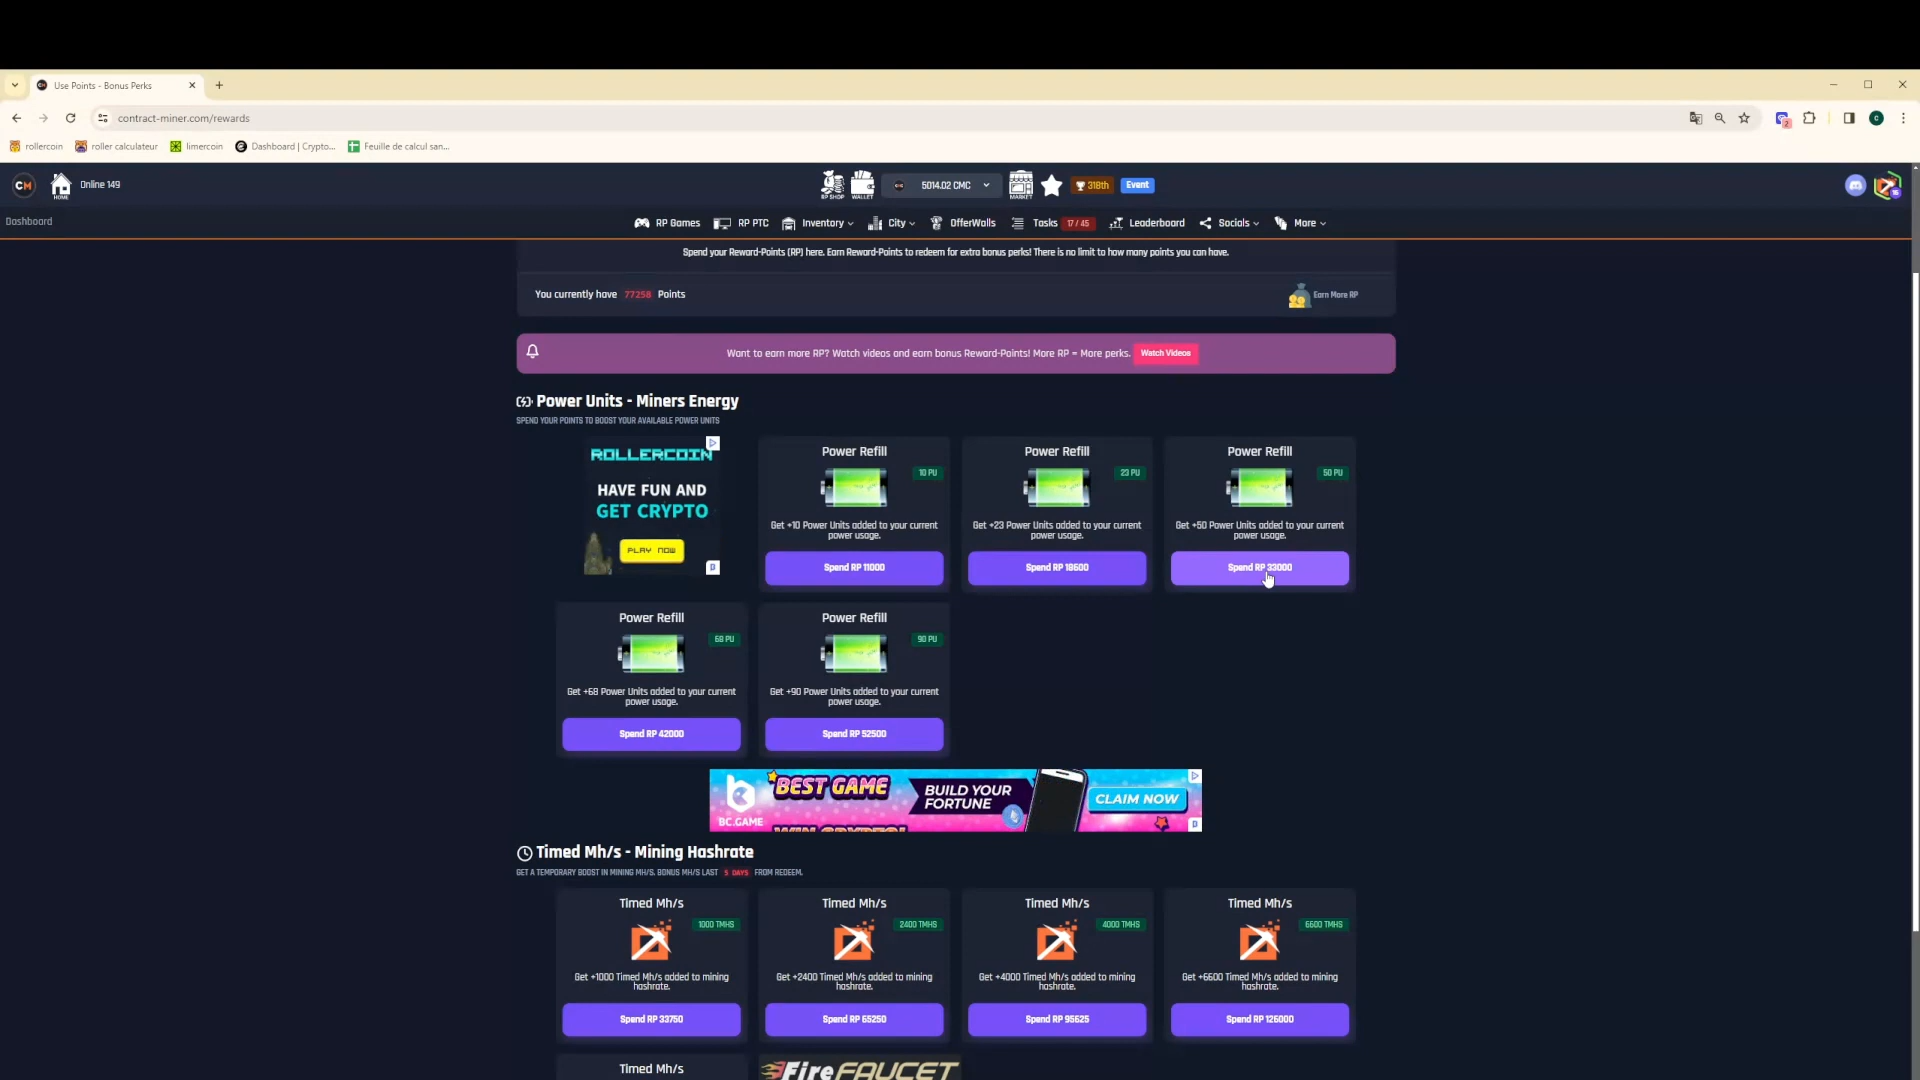 Use Points - Bonus Perks
contract-miner.com/rewards
rollercoin
roller calculateur
limercoin
Dashboard | Crypto...
Feuille de calcul san...
CM
HOME
Online 149
RP SHOP
WALLET
5014.02 CMC
MARKET
318th
Event
Dashboard
RP Games
RP PTC
Inventory
City
OfferWalls
Tasks 17 / 45
Leaderboard
Socials
More
Spend your Reward-Points (RP) here. Earn Reward-Points to redeem for extra bonus perks! There is no limit to how many points you can have.
You currently have 77258 Points
Earn More RP
Want to earn more RP? Watch videos and earn bonus Reward-Points! More RP = More perks. Watch Videos
Power Units - Miners Energy
SPEND YOUR POINTS TO BOOST YOUR AVAILABLE POWER UNITS
ROLLERCOIN
HAVE FUN AND
GET CRYPTO
PLAY NOW
Power Refill
10 PU
Get +10 Power Units added to your current
power usage.
Spend RP 11000
Power Refill
23 PU
Get +23 Power Units added to your current
power usage.
Spend RP 18600
Power Refill
50 PU
Get +50 Power Units added to your current
power usage.
Spend RP 33000
Power Refill
68 PU
Get +68 Power Units added to your current
power usage.
Spend RP 42000
Power Refill
90 PU
Get +90 Power Units added to your current
power usage.
Spend RP 52500
BC.GAME
BEST GAME
WIN CRYPTO!
BUILD YOUR
FORTUNE
CLAIM NOW
Timed Mh/s - Mining Hashrate
GET A TEMPORARY BOOST IN MINING MH/S. BONUS MH/S LAST 5 DAYS FROM REDEEM.
Timed Mh/s
1000 TMHS
Get +1000 Timed Mh/s added to mining
hashrate.
Spend RP 33750
Timed Mh/s
2400 TMHS
Get +2400 Timed Mh/s added to mining
hashrate.
Spend RP 65250
Timed Mh/s
4000 TMHS
Get +4000 Timed Mh/s added to mining
hashrate.
Spend RP 95625
Timed Mh/s
6600 TMHS
Get +6600 Timed Mh/s added to mining
hashrate.
Spend RP 126000
Timed Mh/s
FireFAUCET